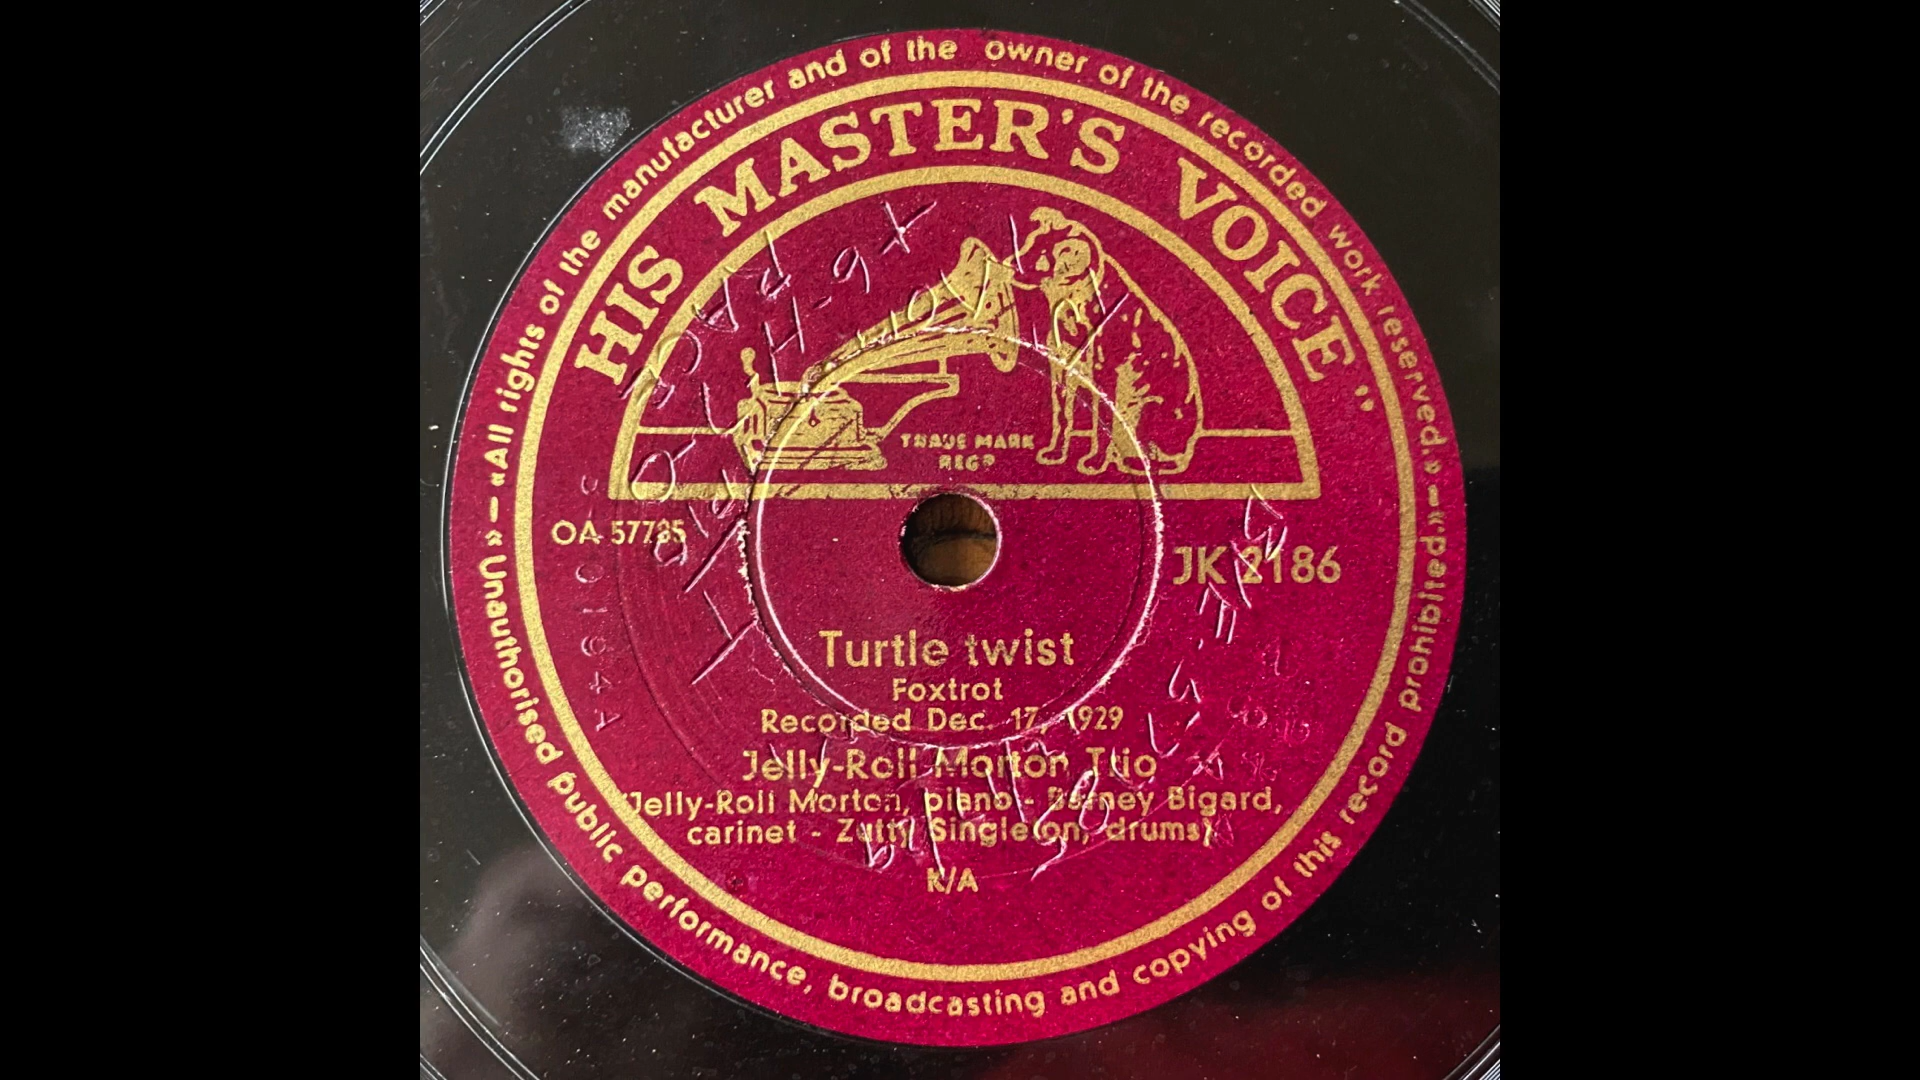 «All rights of the manufacturer and of the owner of the recorded work reserved.» – «Unauthorised public performance, broadcasting and copying of this record prohibited.»
HIS MASTER'S VOICE"
TRADE MARK
REGD
OA 57785
JK 2186
Turtle twist
Foxtrot
Recorded Dec. 17, 1929
Jelly-Roll Morton Trio
(Jelly-Roll Morton, piano - Barney Bigard,
carinet - Zutty Singleton, drums)
K/A